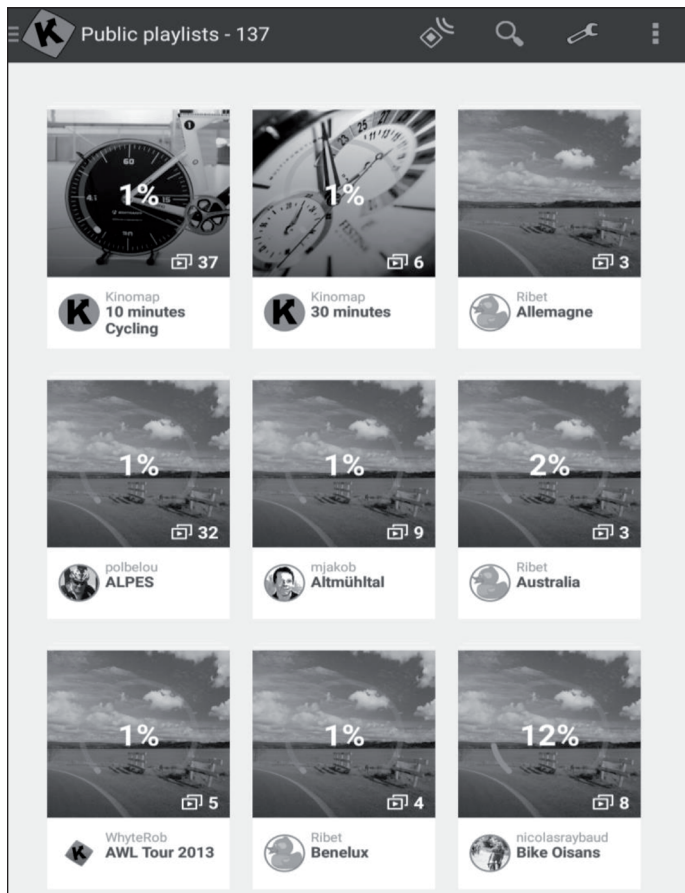 K Public playlists - 137
1%
37
1%
6
3
K Kinomap
10 minutes
Cycling
K Kinomap
30 minutes
Ribet
Allemagne
1%
32
1%
9
2%
3
polbelou
ALPES
mjakob
Altmühltal
Ribet
Australia
1%
5
1%
4
12%
8
K WhyteRob
AWL Tour 2013
Ribet
Benelux
nicolasraybaud
Bike Oisans